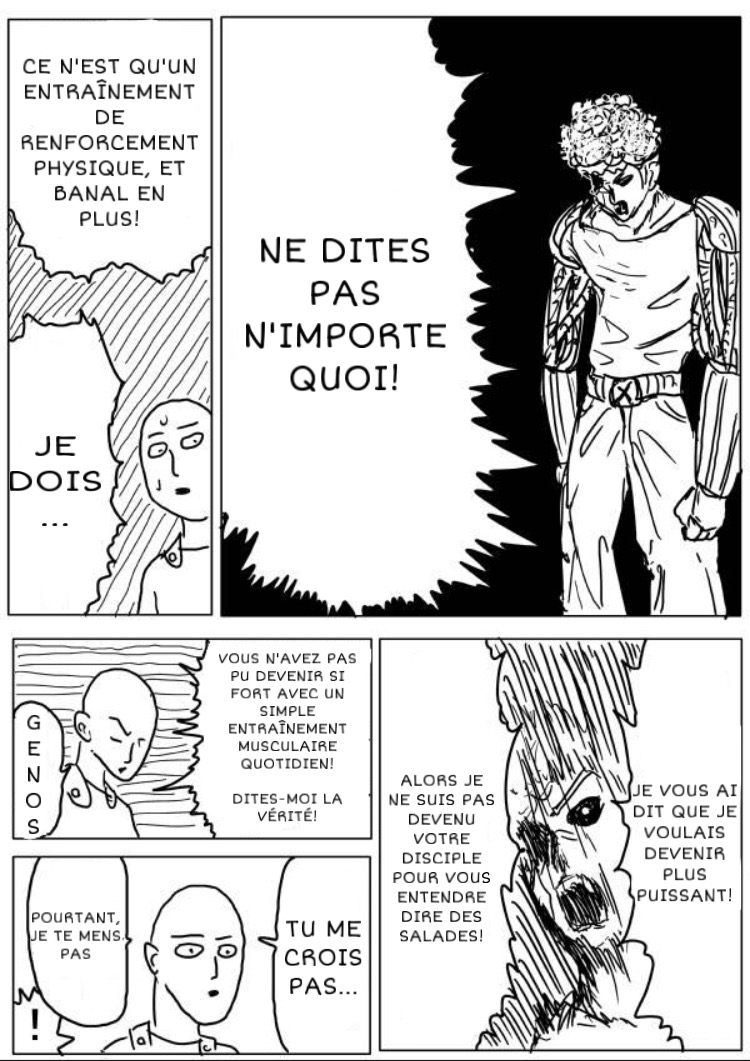 NE DITES
PAS
N'IMPORTE
QUOI!
CE N'EST QU'UN
ENTRAÎNEMENT
DE
RENFORCEMENT
PHYSIQUE, ET
BANAL EN
PLUS!
JE
DOIS
...
JE VOUS AI
DIT QUE JE
VOULAIS
DEVENIR
PLUS
PUISSANT!
ALORS JE
NE SUIS PAS
DEVENU
VOTRE
DISCIPLE
POUR VOUS
ENTENDRE
DIRE DES
SALADES!
VOUS N'AVEZ PAS
PU DEVENIR SI
FORT AVEC UN
SIMPLE
ENTRAÎNEMENT
MUSCULAIRE
QUOTIDIEN!
DITES-MOI LA
VÉRITÉ!
GENOS
TU ME
CROIS
PAS...
POURTANT,
JE TE MENS
PAS
!